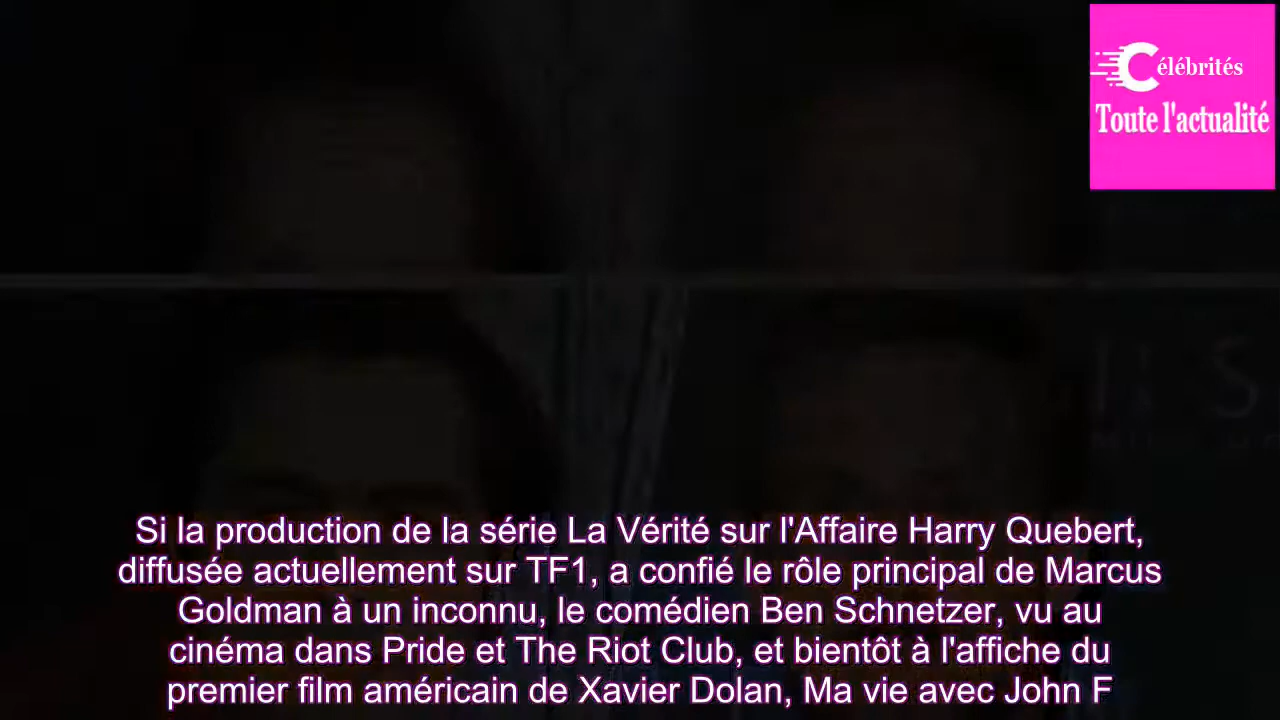 Célébrités
Toute l'actualité
Si la production de la série La Vérité sur l'Affaire Harry Quebert,
diffusée actuellement sur TF1, a confié le rôle principal de Marcus
Goldman à un inconnu, le comédien Ben Schnetzer, vu au
cinéma dans Pride et The Riot Club, et bientôt à l'affiche du
premier film américain de Xavier Dolan, Ma vie avec John F